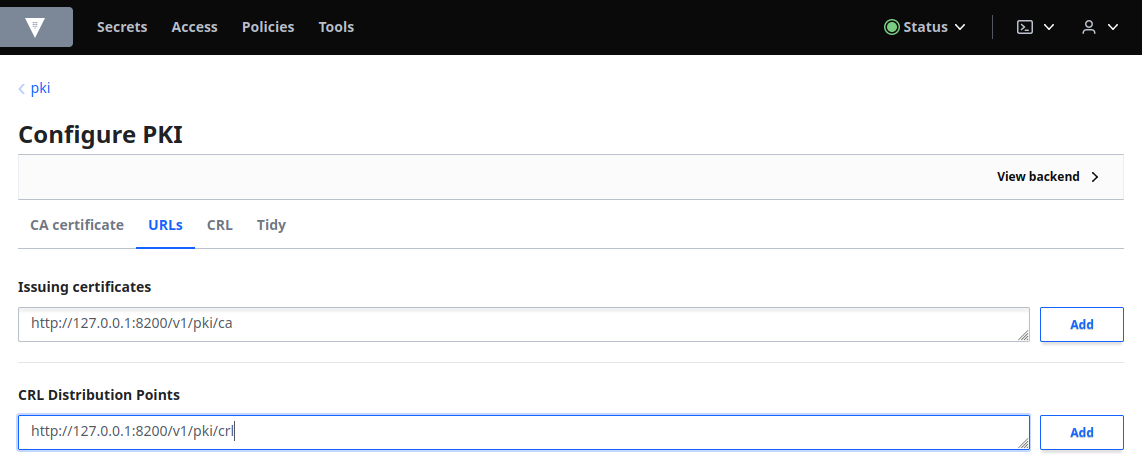 Secrets Access Policies Tools Status
pki
Configure PKI
View backend
CA certificate URLs CRL Tidy
Issuing certificates
http://127.0.0.1:8200/v1/pki/ca Add
CRL Distribution Points
http://127.0.0.1:8200/v1/pki/crl Add